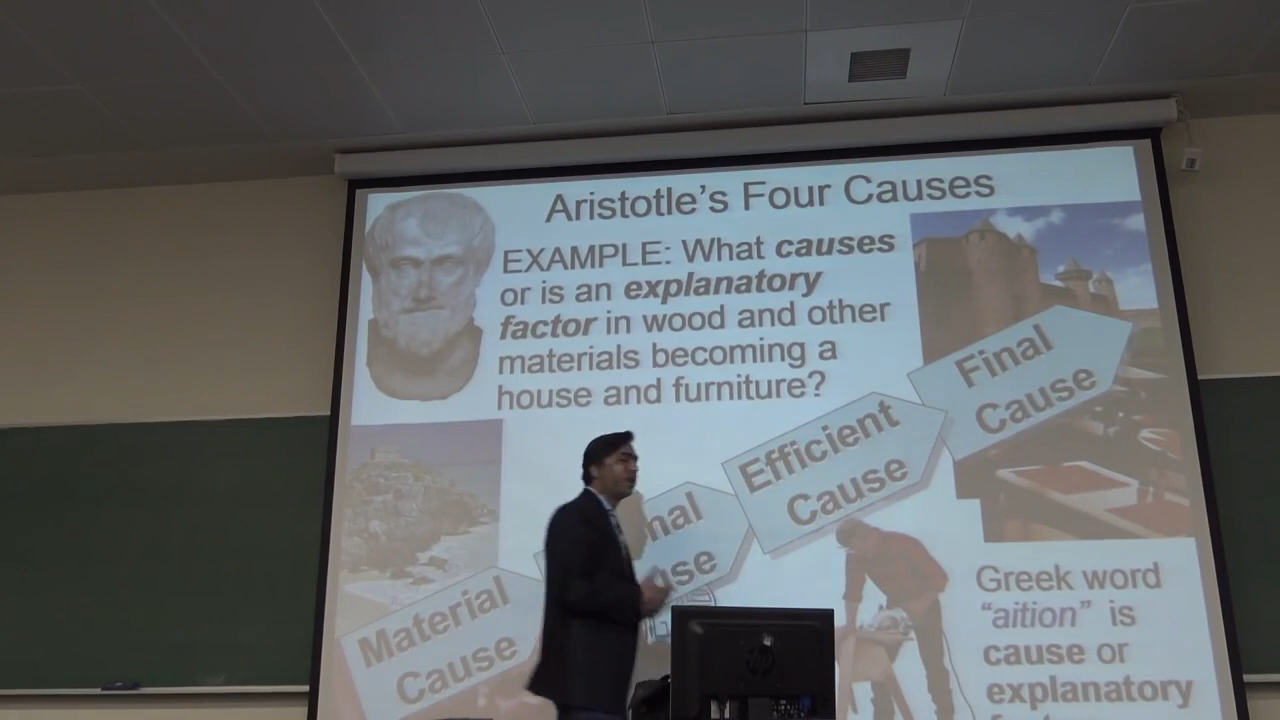 Aristotle's Four Causes
EXAMPLE: What causes
or is an explanatory
factor in wood and other
materials becoming a
house and furniture?
Final
Cause
Efficient
Cause
Material
Cause
Greek word
"aition" is
cause or
explanatory
hp